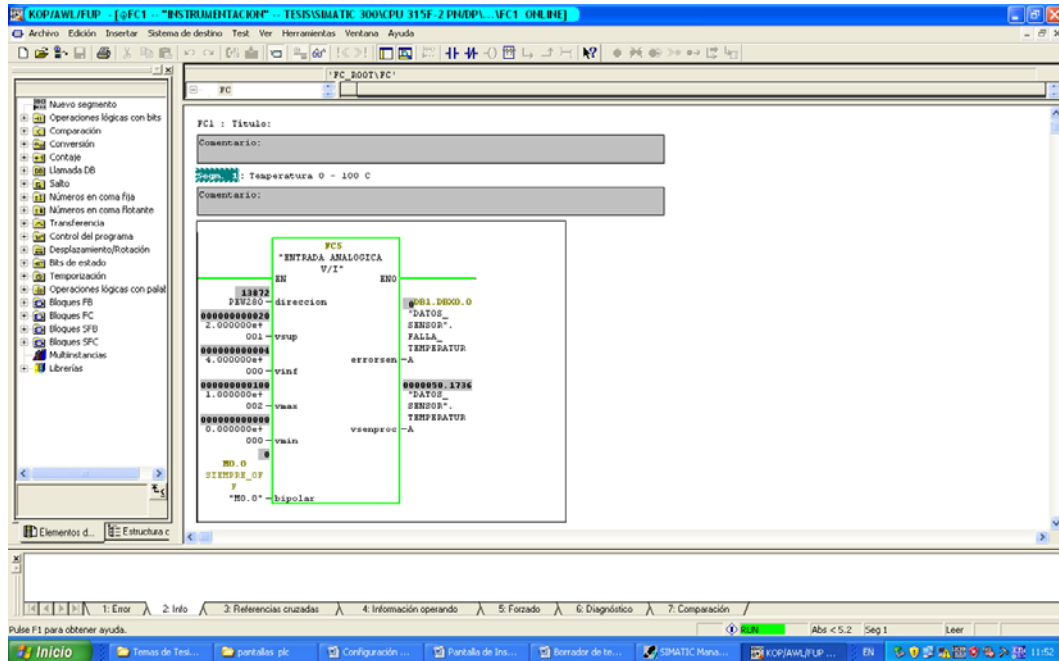 KOP/AWL/FUP - [@FC1 -- "INSTRUMENTACION" -- TESIS\SIMATIC 300\CPU 315F-2 PN/DP\...\FC1 ONLINE]
Archivo Edición Insertar Sistema de destino Test Ver Herramientas Ventana Ayuda
'FC_ROOT\FC'
FC
Nuevo segmento
Operaciones lógicas con bits
Comparación
Conversión
Contaje
Llamada DB
Salto
Números en coma fija
Números en coma flotante
Transferencia
Control del programa
Desplazamiento/Rotación
Bits de estado
Temporización
Operaciones lógicas con palab
Bloques FB
Bloques FC
Bloques SFB
Bloques SFC
Multiinstancias
Librerías
Elementos d...
Estructura c
FC1 : Título:
Comentario:
Segm. 1: Temperatura 0 - 100 C
Comentario:
FC5
"ENTRADA ANALOGICA
V/I"
EN ENO
13872
PEW280 direccion
0 DB1.DBX0.0
"DATOS_
SENSOR".
FALLA_
TEMPERATUR
errorsen A
000000000020
2.000000e+
001 vsup
000000000004
4.000000e+
000 vinf
000000000100
1.000000e+
002 vmax
0000050.1736
"DATOS_
SENSOR".
TEMPERATUR
vsenproc A
000000000000
0.000000e+
000 vmin
0
M0.0
SIEMPRE_OF
F
"M0.0" bipolar
1: Error 2: Info 3: Referencias cruzadas 4: Información operando 5: Forzado 6: Diagnóstico 7: Comparación
Pulse F1 para obtener ayuda.
RUN Abs < 5.2 Seg 1 Leer
Inicio Temas de Tesi... pantallas plc Configuración ... Pantalla de Ins... Borrador de te... SIMATIC Mana... KOP/AWL/FUP ... EN 11:52